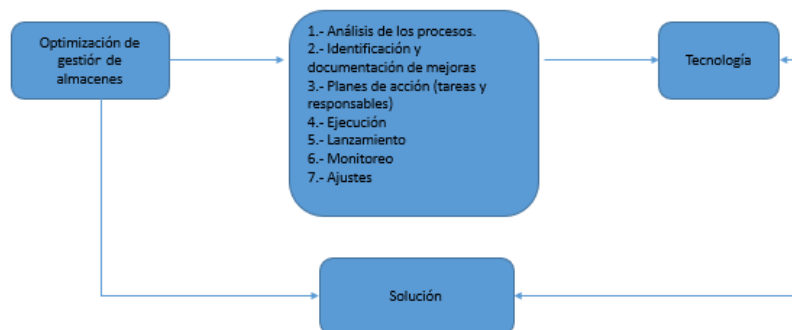 Optimización de
gestión de
almacenes
1.- Análisis de los procesos.
2.- Identificación y
documentación de mejoras
3.- Planes de acción (tareas y
responsables)
4.- Ejecución
5.- Lanzamiento
6.- Monitoreo
7.- Ajustes
Tecnología
Solución